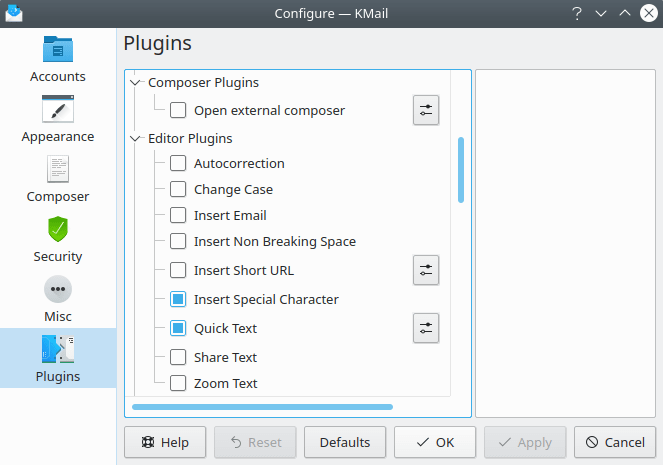 Configure — KMail
Accounts
Appearance
Composer
Security
Misc
Plugins
Plugins
Composer Plugins
Open external composer
Editor Plugins
Autocorrection
Change Case
Insert Email
Insert Non Breaking Space
Insert Short URL
Insert Special Character
Quick Text
Share Text
Zoom Text
Help
Reset
Defaults
OK
Apply
Cancel